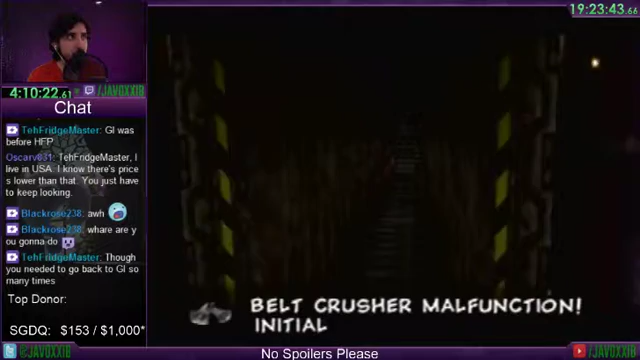 19:23:43.66
4:10:22.61
/JAVOXXIB
Chat
TehFridgeMaster: GI was
before HFP
Oscarv831: TehFridgeMaster, I
live in USA. I know there's price
s lower than that. You just have
to keep looking.
Blackrose238: awh
Blackrose238: whare are y
ou gonna do
TehFridgeMaster: Though
you needed to go back to GI so
many times
Top Donor:
SGDQ: $153 / $1,000*
BELT CRUSHER MALFUNCTION!
INITIAL
@JAVOXXIB
No Spoilers Please
/JAVOXXIB